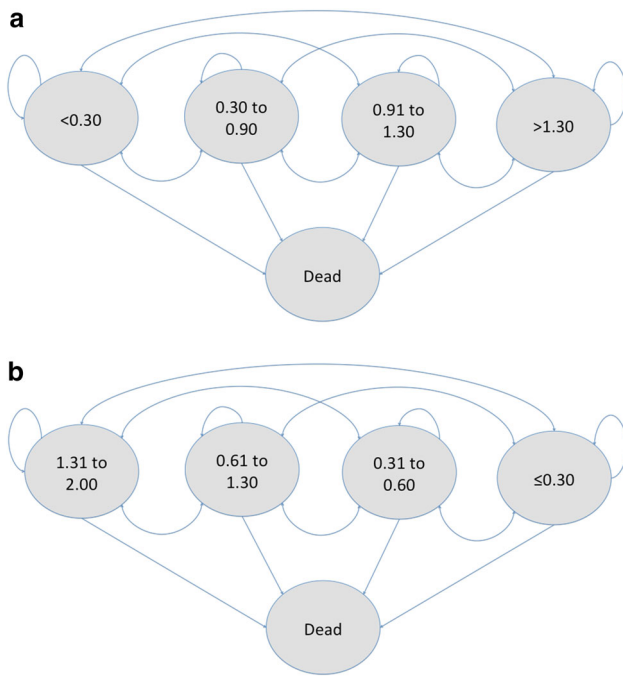 a
<0.30
0.30 to
0.90
0.91 to
1.30
>1.30
Dead
b
1.31 to
2.00
0.61 to
1.30
0.31 to
0.60
≤0.30
Dead